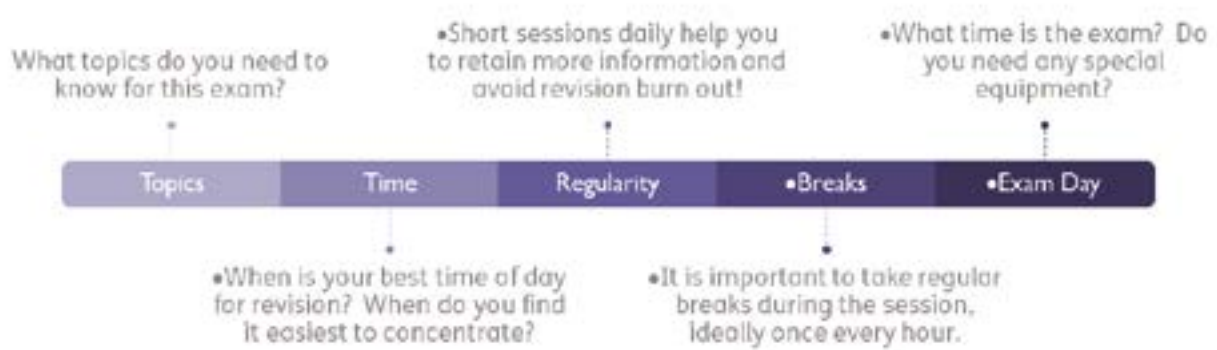 What topics do you need to
know for this exam?
•Short sessions daily help you
to retain more information and
avoid revision burn out!
•What time is the exam? Do
you need any special
equipment?
Topics
Time
Regularity
•Breaks
•Exam Day
•When is your best time of day
for revision? When do you find
it easiest to concentrate?
•It is important to take regular
breaks during the session,
ideally once every hour.